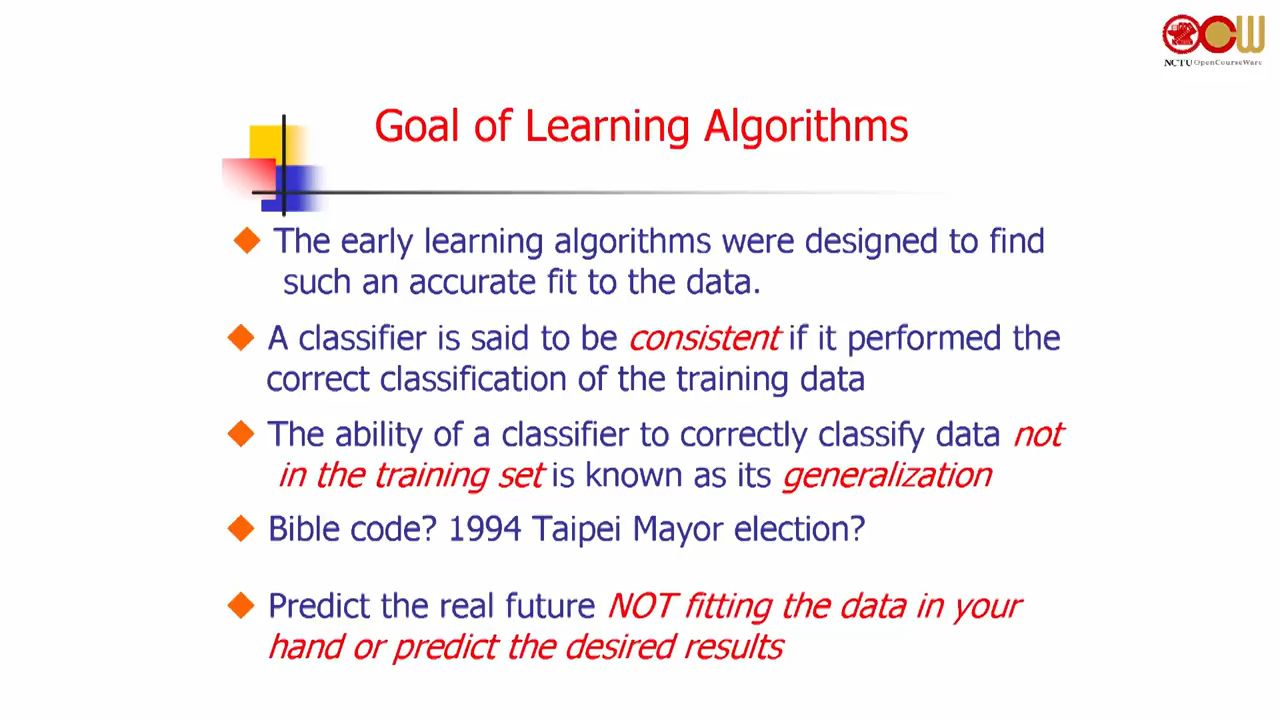 OCW
NCTU OpenCourseWare
Goal of Learning Algorithms
The early learning algorithms were designed to find
such an accurate fit to the data.
A classifier is said to be consistent if it performed the
correct classification of the training data
The ability of a classifier to correctly classify data not
in the training set is known as its generalization
Bible code? 1994 Taipei Mayor election?
Predict the real future NOT fitting the data in your
hand or predict the desired results